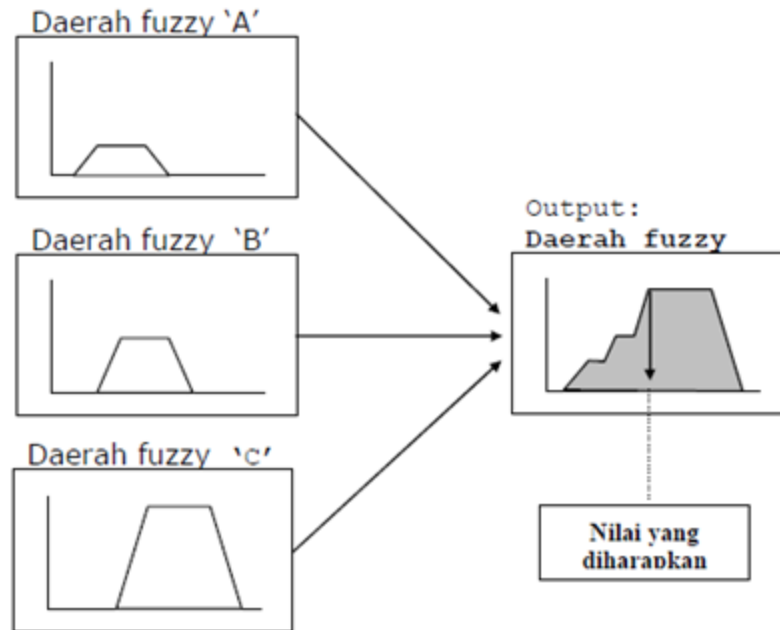 Daerah fuzzy 'A'
Daerah fuzzy 'B'
Daerah fuzzy 'C'
Output:
Daerah fuzzy
Nilai yang
diharapkan